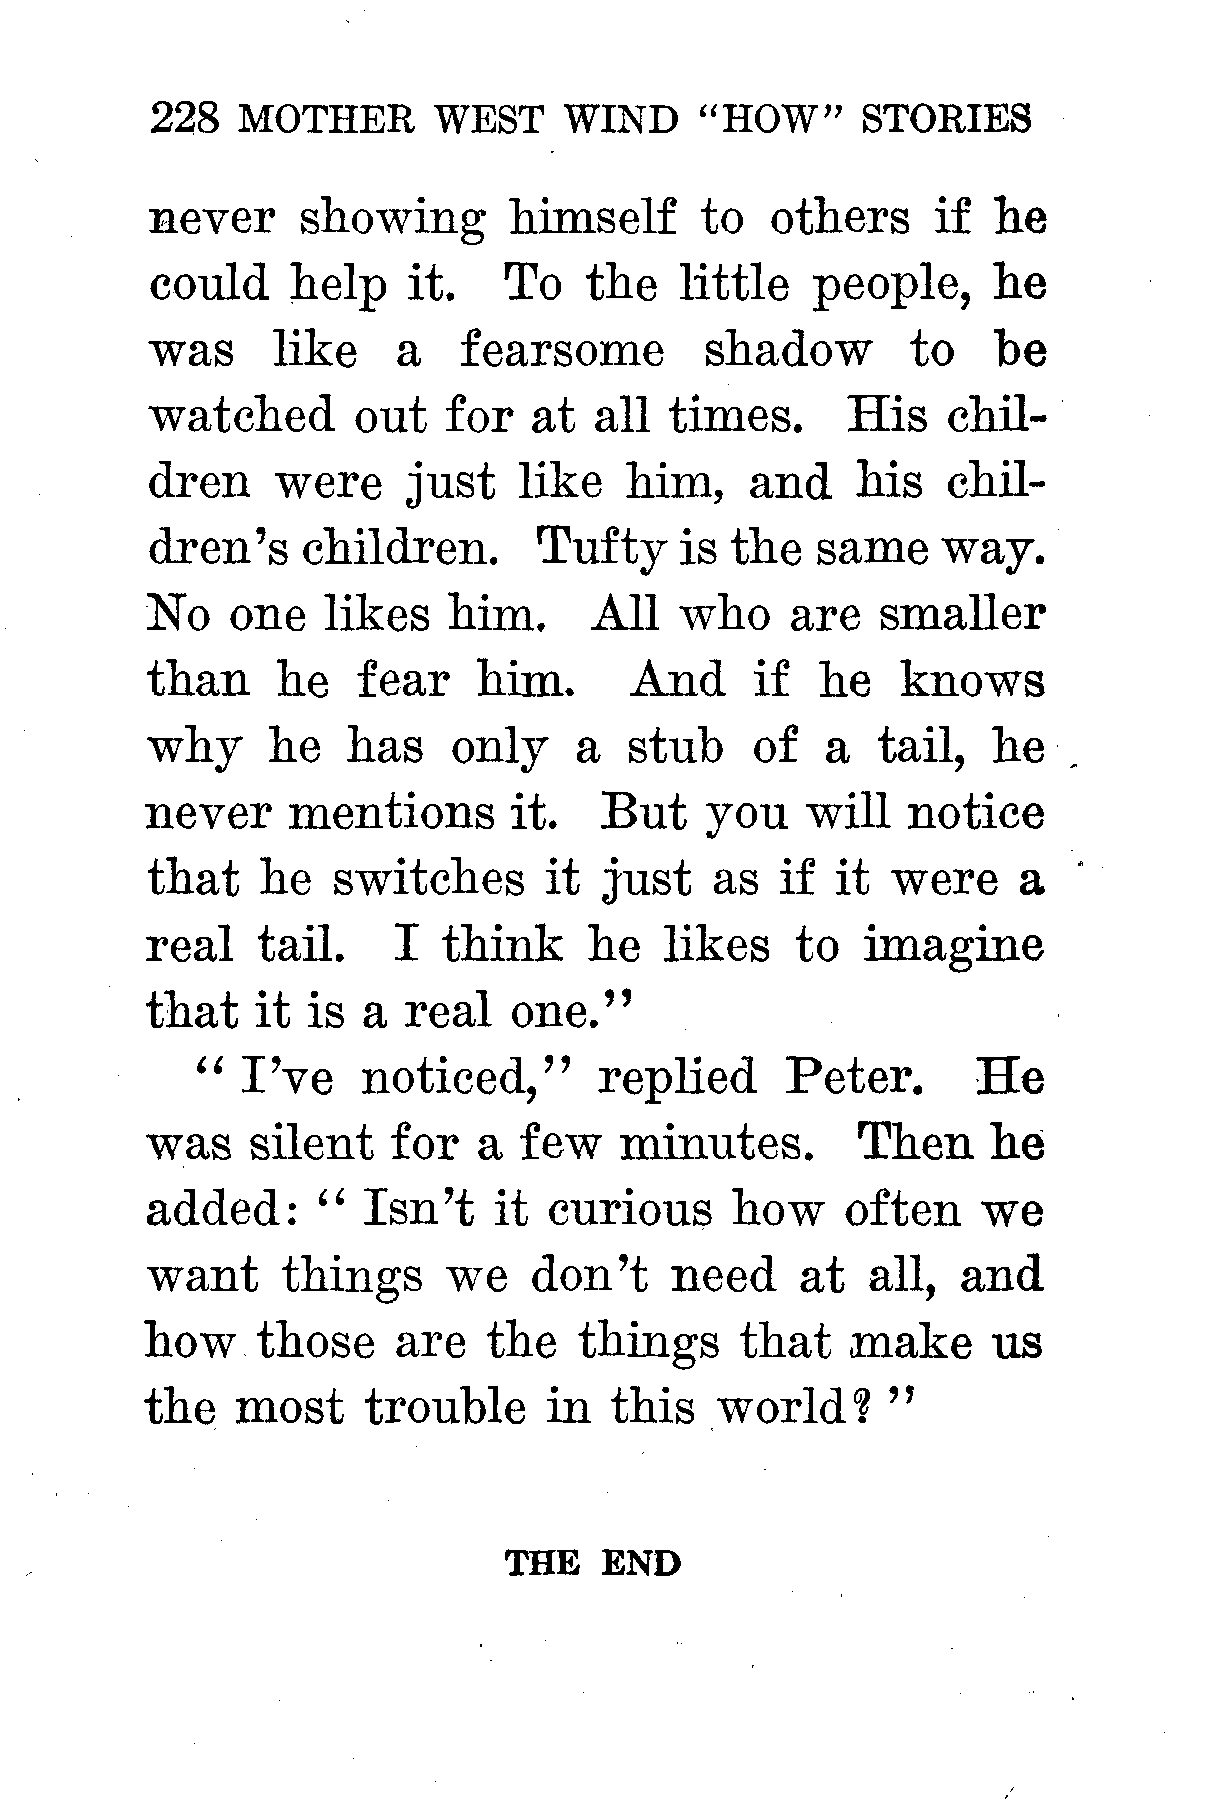 228 MOTHER WEST WIND "HOW" STORIES
never showing himself to others if he
could help it. To the little people, he
was like a fearsome shadow to be
watched out for at all times. His chil-
dren were just like him, and his chil-
dren's children. Tufty is the same way.
No one likes him. All who are smaller
than he fear him. And if he knows
why he has only a stub of a tail, he
never mentions it. But you will notice
that he switches it just as if it were a
real tail. I think he likes to imagine
that it is a real one."
" I've noticed," replied Peter. He
was silent for a few minutes. Then he
added: " Isn't it curious how often we
want things we don't need at all, and
how those are the things that make us
the most trouble in this world? "
THE END